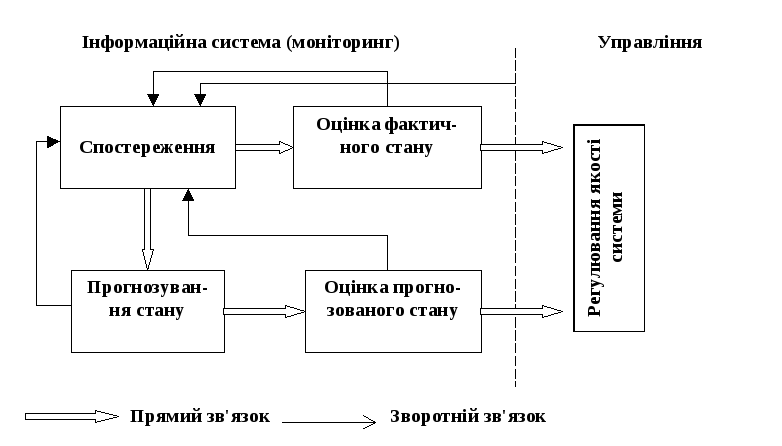 Інформаційна система (моніторинг)
Управління
Спостереження
Оцінка фактич-
ного стану
Прогнозуван-
ня стану
Оцінка прогно-
зованого стану
Регулювання якості
системи
Прямий зв'язок
Зворотній зв'язок